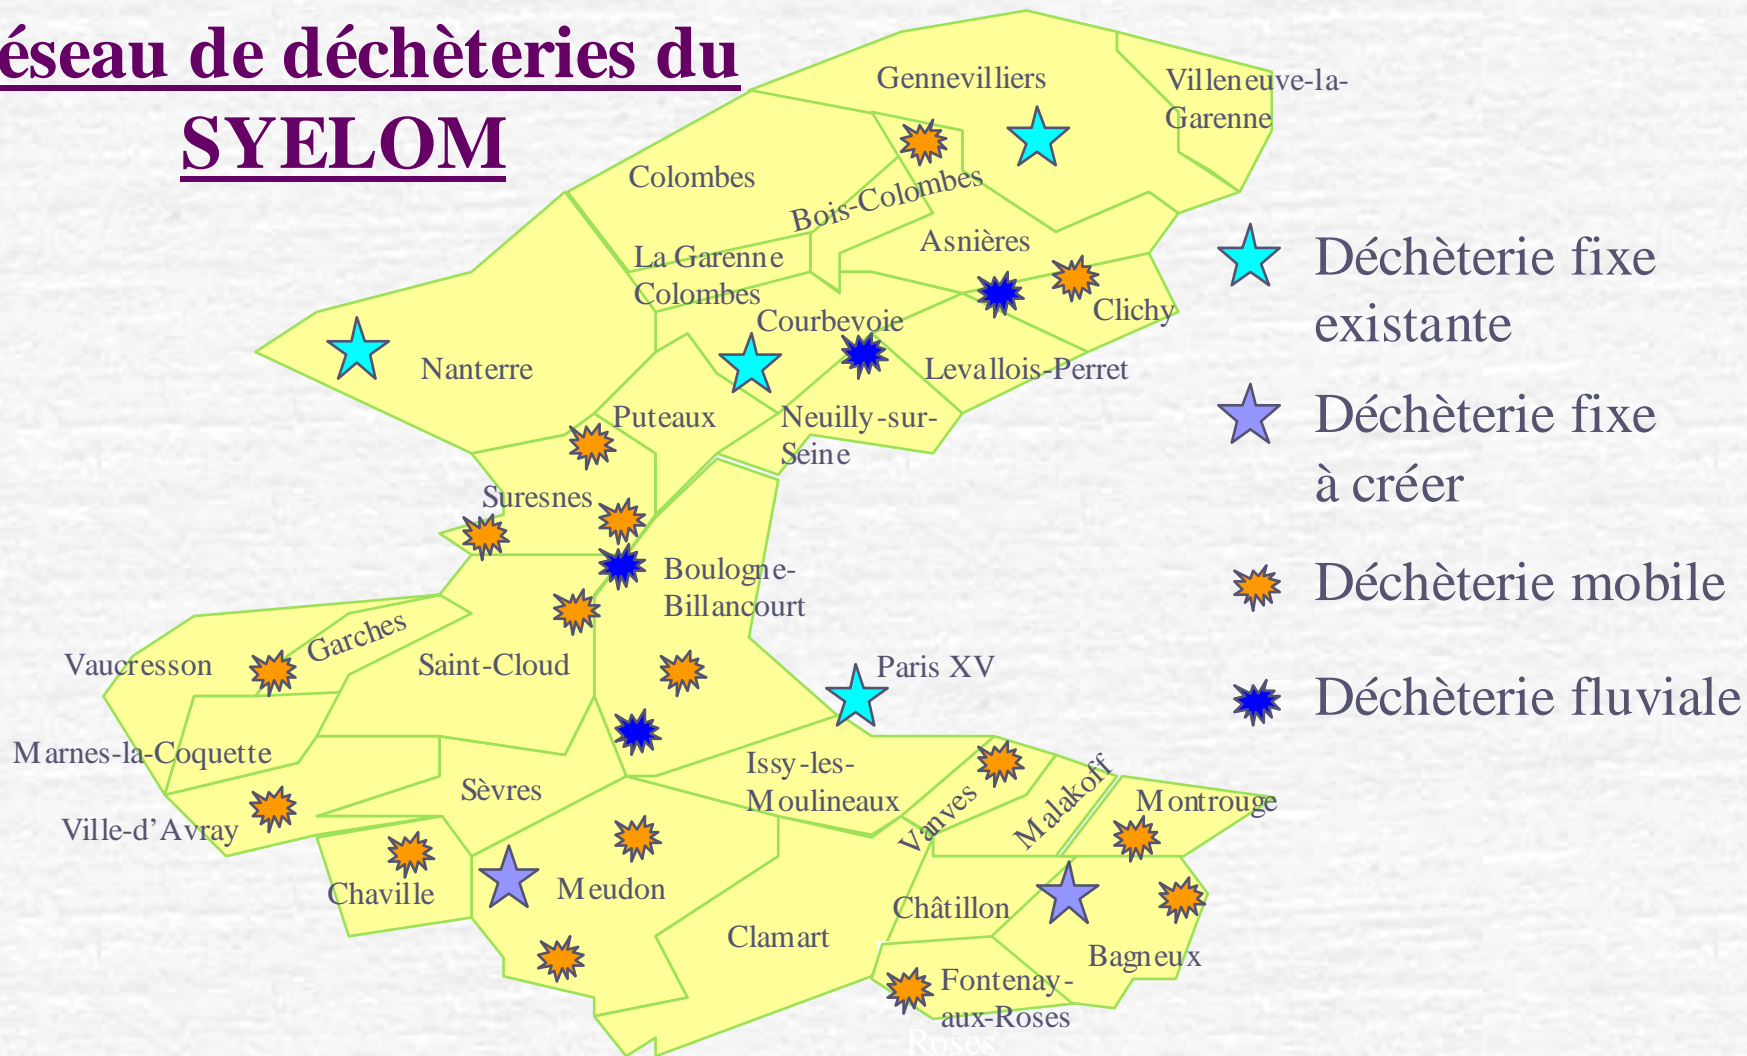 éseau de déchèteries du
SYELOM
Gennevilliers
Villeneuve-la-
Garenne
Colombes
Bois-Colombes
Asnières
La Garenne
Colombes
Clichy
Courbevoie
Nanterre
Levallois-Perret
Puteaux
Neuilly-sur-
Seine
Suresnes
Boulogne-
Billancourt
Garches
Vaucresson
Saint-Cloud
Paris XV
Marnes-la-Coquette
Sèvres
Issy-les-
Moulineaux
Vanves
Malakoff
Montrouge
Ville-d’Avray
Chaville
Meudon
Châtillon
Clamart
Bagneux
Fontenay-
aux-Roses
Roses
Déchèterie fixe
existante
Déchèterie fixe
à créer
Déchèterie mobile
Déchèterie fluviale